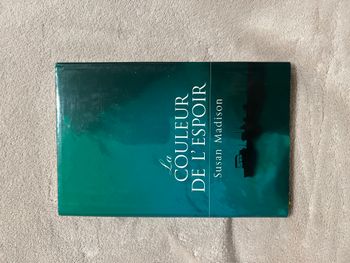 La
COULEUR
DE L'ESPOIR
Susan Madison